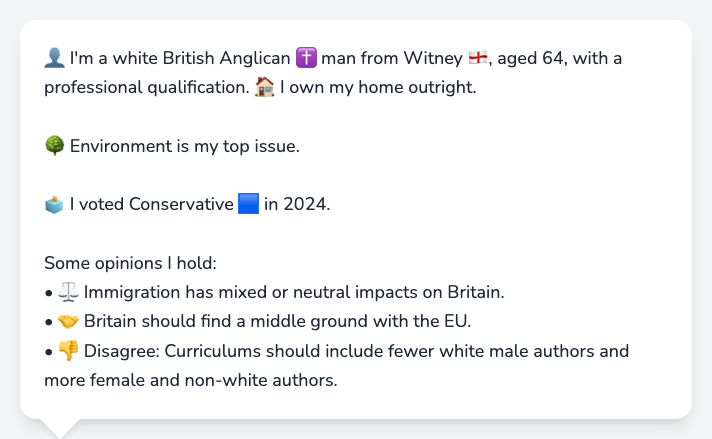 👤 I'm a white British Anglican ✝️ man from Witney 🏴󠁧󠁢󠁥󠁮󠁧󠁿, aged 64, with a
professional qualification. 🏠 I own my home outright.
🌳 Environment is my top issue.
🗳️ I voted Conservative 🟦 in 2024.
Some opinions I hold:
• ⚖️ Immigration has mixed or neutral impacts on Britain.
• 🤝 Britain should find a middle ground with the EU.
• 👎 Disagree: Curriculums should include fewer white male authors and
more female and non-white authors.